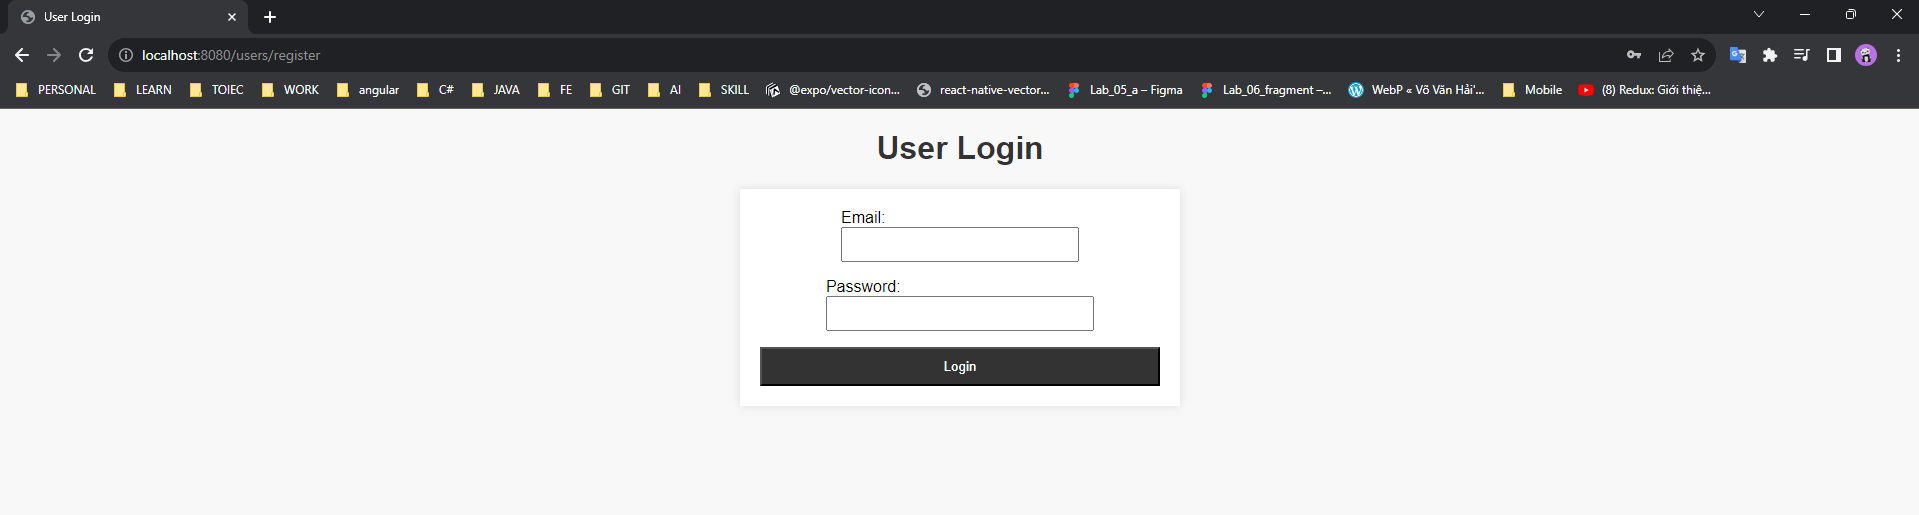 User Login
localhost:8080/users/register
PERSONAL LEARN TOIEC WORK angular C# JAVA FE GIT AI SKILL @expo/vector-icon... react-native-vector... Lab_05_a – Figma Lab_06_fragment –... WebP « Võ Văn Hải'... Mobile (8) Redux: Giới thiệ...
User Login
Email:
Password:
Login